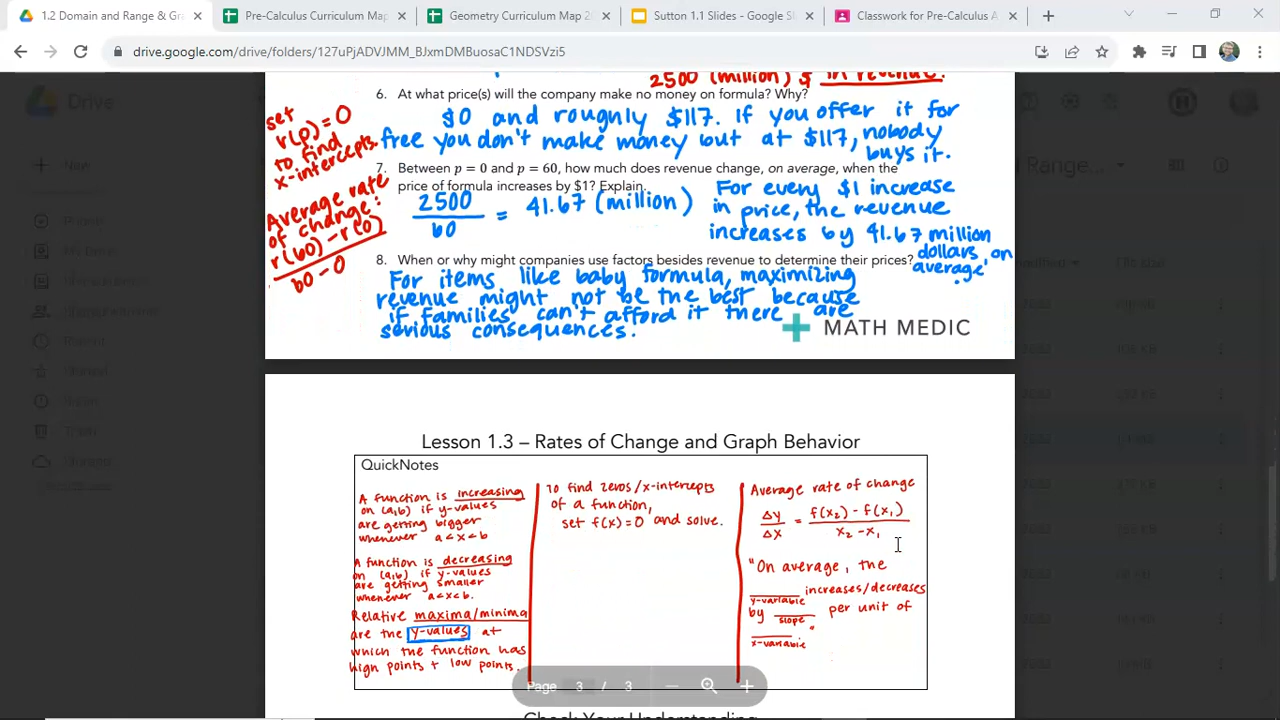 1.2 Domain and Range & Gr
Pre-Calculus Curriculum Map
Geometry Curriculum Map 2
Sutton 1.1 Slides - Google S
Classwork for Pre-Calculus A
drive.google.com/drive/folders/127uPjADVJMM_BJxmDMBuosaC1NDSVzi5
Drive
2500 (million) $ in revenue.
6. At what price(s) will the company make no money on formula? Why?
$0 and roughly $117. If you offer it for
free you don't make money but at $117, nobody
buys it.
set
r(p)=0
to find
x-intercepts.
7. Between p = 0 and p = 60, how much does revenue change, on average, when the
price of formula increases by $1? Explain.
2500
60
= 41.67 (million)
For every $1 increase
in price, the revenue
increases by 41.67 million
dollars, on
average.
Average rate
of change:
r(60) - r(0)
60 - 0
8. When or why might companies use factors besides revenue to determine their prices?
For items like baby formula, maximizing
revenue might not be the best because
if families can't afford it there are
serious consequences.
MATH MEDIC
Lesson 1.3 – Rates of Change and Graph Behavior
QuickNotes
A function is increasing
on (a,b) if y-values
are getting bigger
whenever a<x<b
A function is decreasing
on (a,b) if y-values
are getting smaller
whenever a<x<b.
Relative maxima/minima
are the y-values at
which the function has
high points + low points.
To find zeros/x-intercepts
of a function,
set f(x)=0 and solve.
Average rate of change
Δy
Δx
= f(x₂) - f(x₁)
x₂ - x₁
"On average, the
y-variable increases/decreases
by slope per unit of
x-variable"
Page 3 / 3
Check Your Understanding